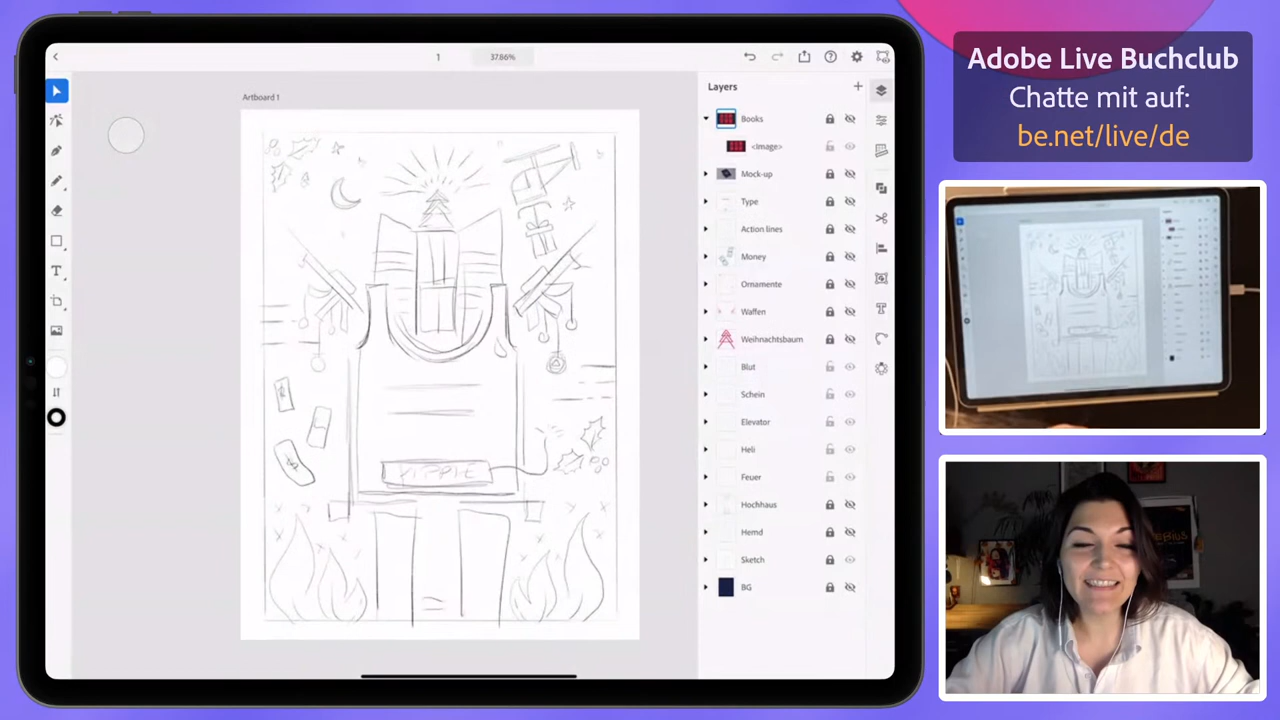 1
37.86%
Artboard 1
Layers
Books
<Image>
Mock-up
Type
Action lines
Money
Ornamente
Waffen
Weihnachtsbaum
Blut
Schein
Elevator
Heli
Feuer
Hochhaus
Hemd
Sketch
BG
YIPPIE
Adobe Live Buchclub
Chatte mit auf:
be.net/live/de